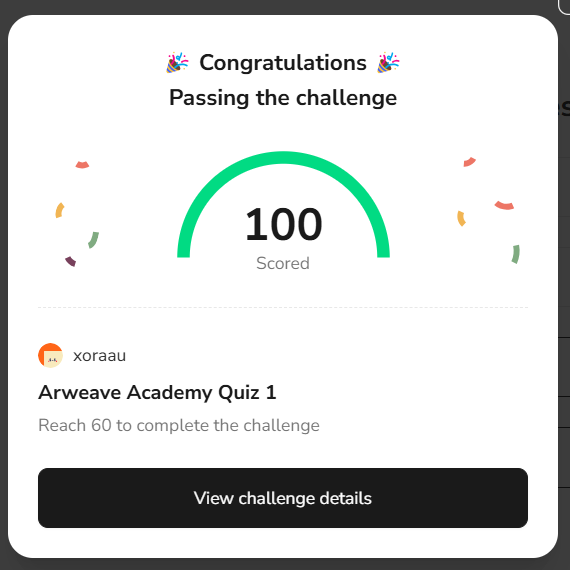 🎉 Congratulations 🎉
Passing the challenge
100
Scored
xoraau
Arweave Academy Quiz 1
Reach 60 to complete the challenge
View challenge details